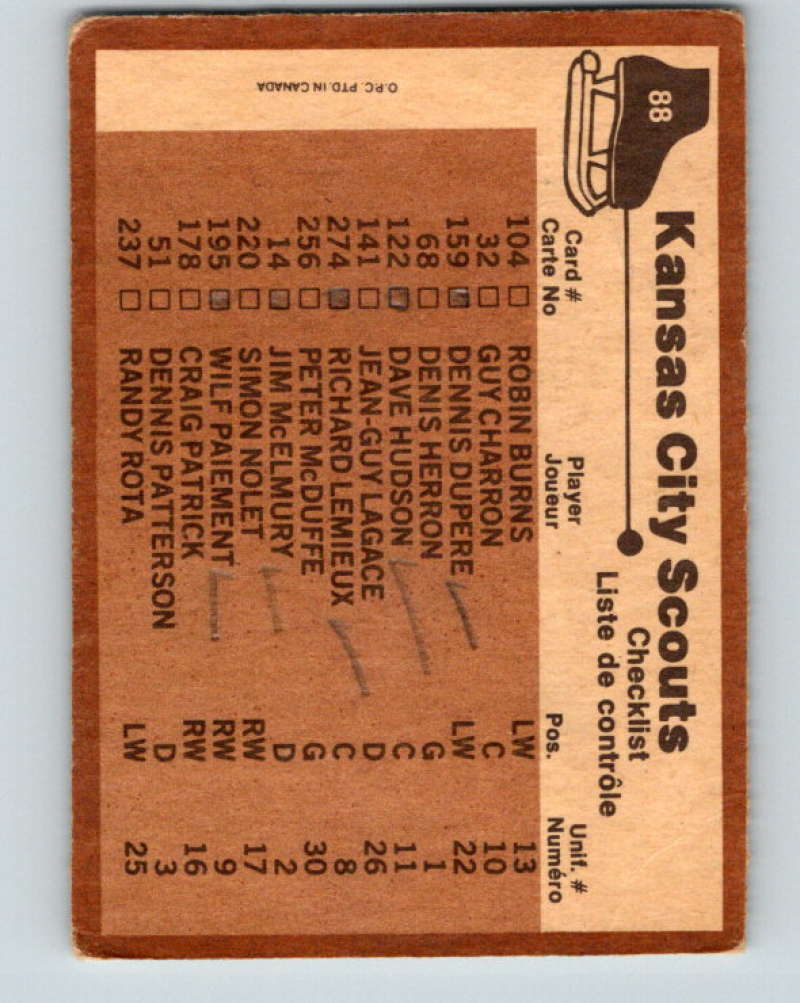 88
Kansas City Scouts
Checklist
Liste de contrôle
Card # Player Pos. Unif. #
Carte No Joueur Numéro
104 ROBIN BURNS LW 13
32 GUY CHARRON C 10
159 DENNIS DUPERE LW 22
68 DENIS HERRON G 1
122 DAVE HUDSON C 11
141 JEAN-GUY LAGACE D 26
274 RICHARD LEMIEUX C 8
256 PETER McDUFFE G 30
14 JIM McELMURY D 2
220 SIMON NOLET RW 17
195 WILF PAIEMENT RW 9
178 CRAIG PATRICK RW 16
51 DENNIS PATTERSON D 3
237 RANDY ROTA LW 25
O.P.C. PTD. IN CANADA